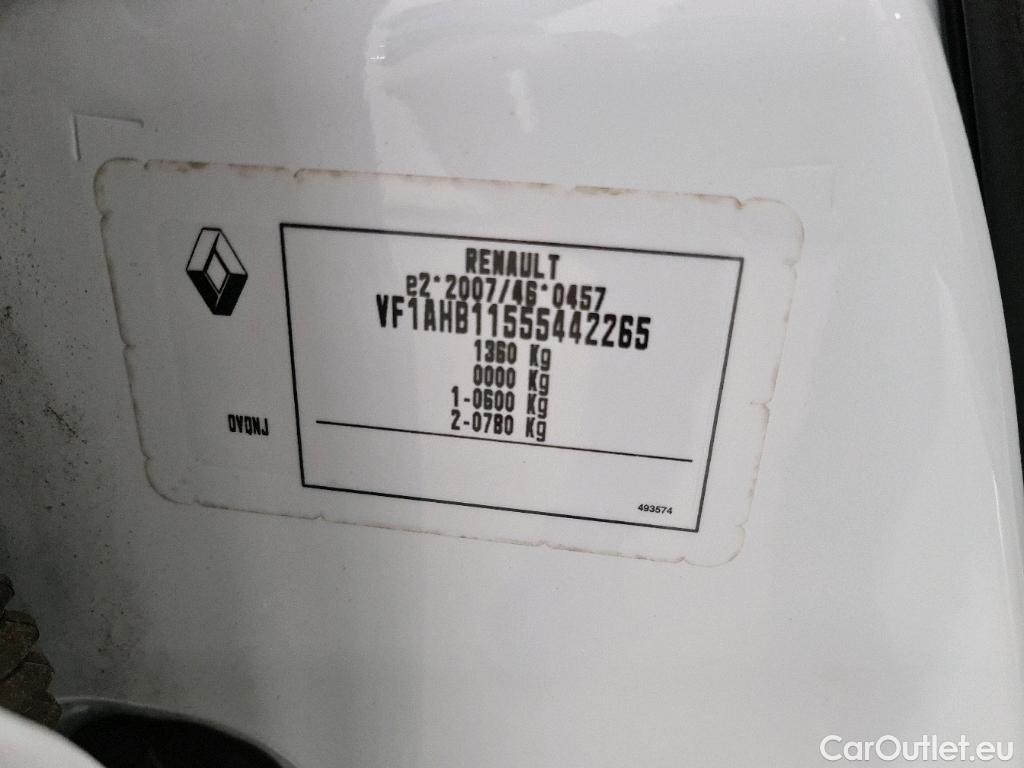 RENAULT
e2*2007/46*0457
VF1AHB11555442265
1360 Kg
0000 Kg
1-0600 Kg
2-0780 Kg
DVQNJ
493574
CarOutlet.eu